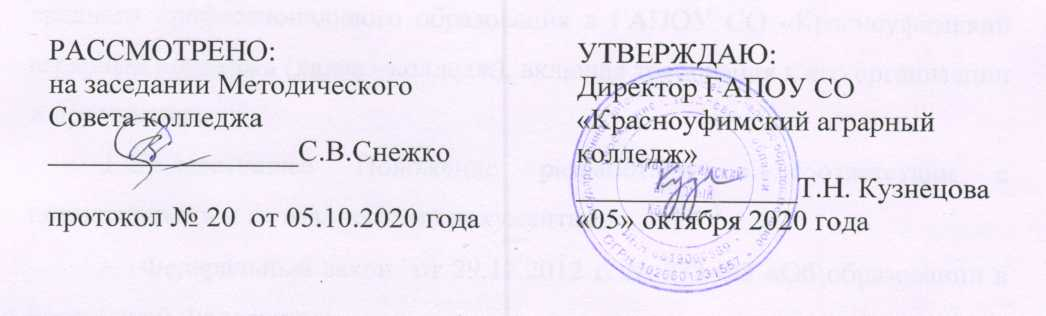 РАССМОТРЕНО:
на заседании Методического
Совета колледжа
С.В.Снежко
протокол № 20 от 05.10.2020 года
УТВЕРЖДАЮ:
Директор ГАПОУ СО
«Красноуфимский аграрный
колледж»
Т.Н. Кузнецова
«05» октября 2020 года